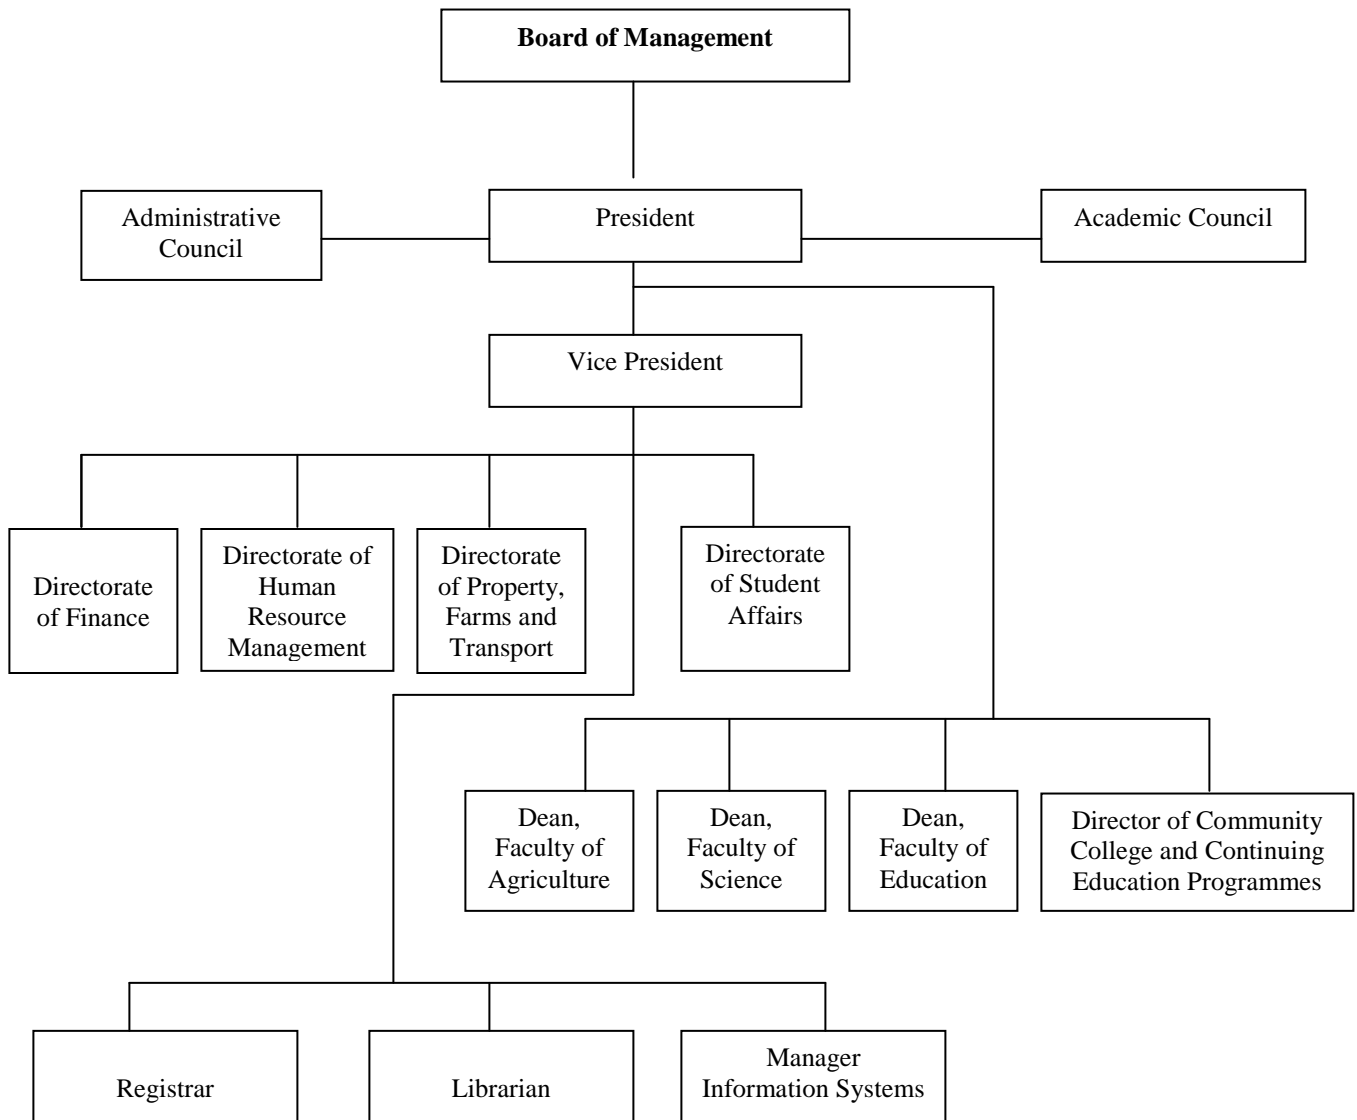 Board of Management
Administrative
Council
President
Academic Council
Vice President
Directorate
of Finance
Directorate of
Human
Resource
Management
Directorate
of Property,
Farms and
Transport
Directorate
of Student
Affairs
Dean,
Faculty of
Agriculture
Dean,
Faculty of
Science
Dean,
Faculty of
Education
Director of Community
College and Continuing
Education Programmes
Registrar
Librarian
Manager
Information Systems